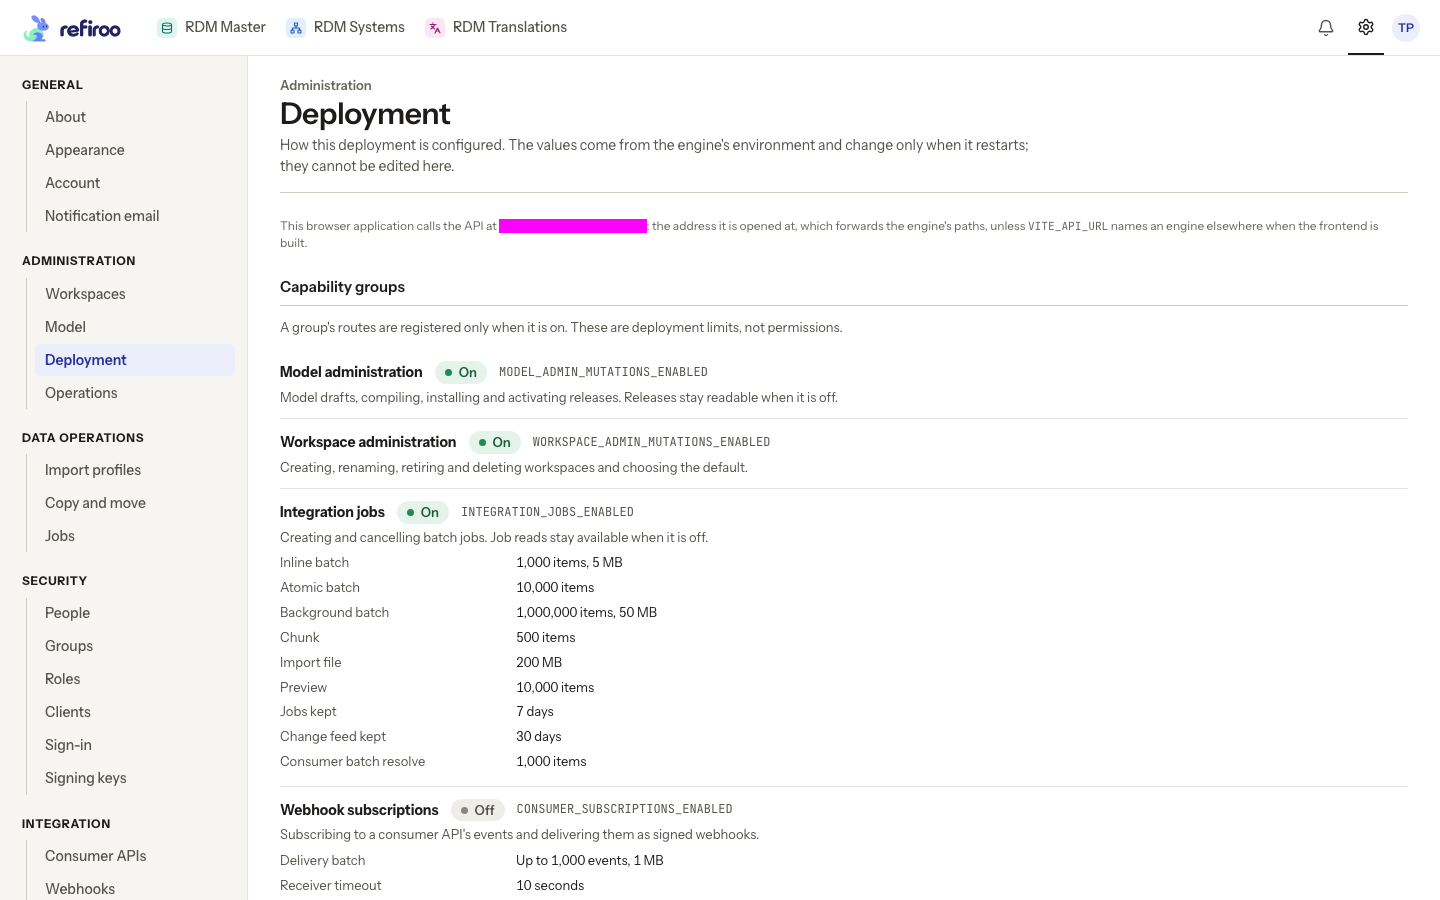 refiroo
RDM Master
RDM Systems
RDM Translations
TP
GENERAL
About
Appearance
Account
Notification email
ADMINISTRATION
Workspaces
Model
Deployment
Operations
DATA OPERATIONS
Import profiles
Copy and move
Jobs
SECURITY
People
Groups
Roles
Clients
Sign-in
Signing keys
INTEGRATION
Consumer APIs
Webhooks
Administration
Deployment
How this deployment is configured. The values come from the engine's environment and change only when it restarts;
they cannot be edited here.
This browser application calls the API at : the address it is opened at, which forwards the engine's paths, unless VITE_API_URL names an engine elsewhere when the frontend is
built.
Capability groups
A group's routes are registered only when it is on. These are deployment limits, not permissions.
Model administration On MODEL_ADMIN_MUTATIONS_ENABLED
Model drafts, compiling, installing and activating releases. Releases stay readable when it is off.
Workspace administration On WORKSPACE_ADMIN_MUTATIONS_ENABLED
Creating, renaming, retiring and deleting workspaces and choosing the default.
Integration jobs On INTEGRATION_JOBS_ENABLED
Creating and cancelling batch jobs. Job reads stay available when it is off.
Inline batch 1,000 items, 5 MB
Atomic batch 10,000 items
Background batch 1,000,000 items, 50 MB
Chunk 500 items
Import file 200 MB
Preview 10,000 items
Jobs kept 7 days
Change feed kept 30 days
Consumer batch resolve 1,000 items
Webhook subscriptions Off CONSUMER_SUBSCRIPTIONS_ENABLED
Subscribing to a consumer API's events and delivering them as signed webhooks.
Delivery batch Up to 1,000 events, 1 MB
Receiver timeout 10 seconds